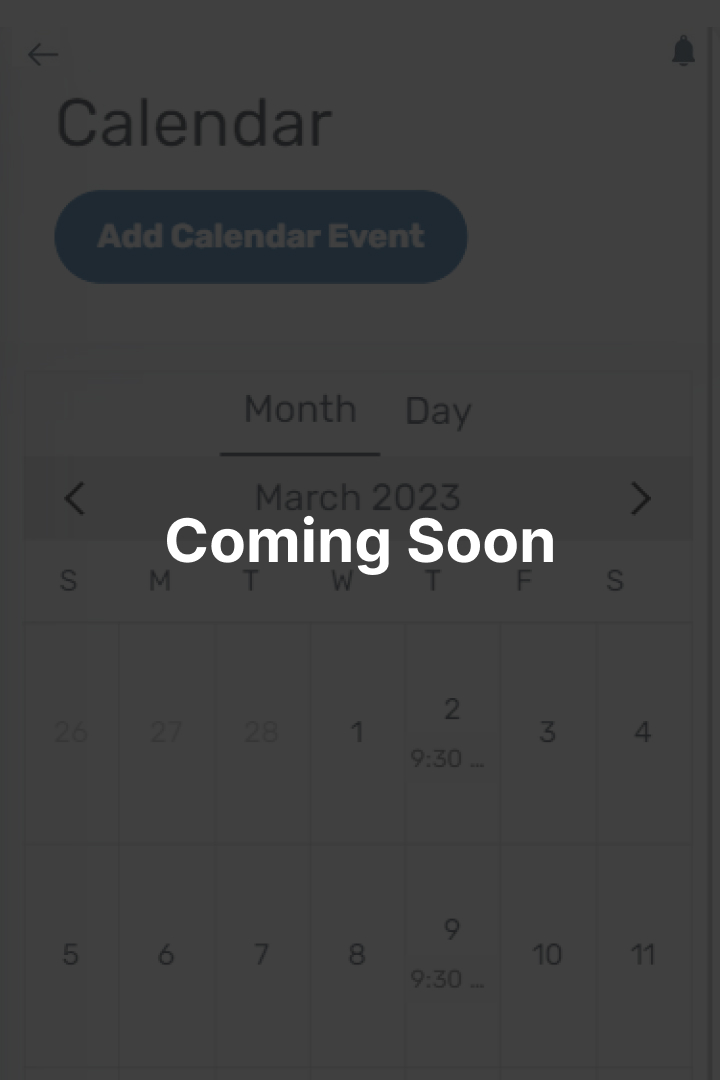 Calendar
Add Calendar Event
Month Day
March 2023
Coming Soon
S M T W T F S
26 27 28 1 2 3 4
9:30 ...
5 6 7 8 9 10 11
9:30 ...